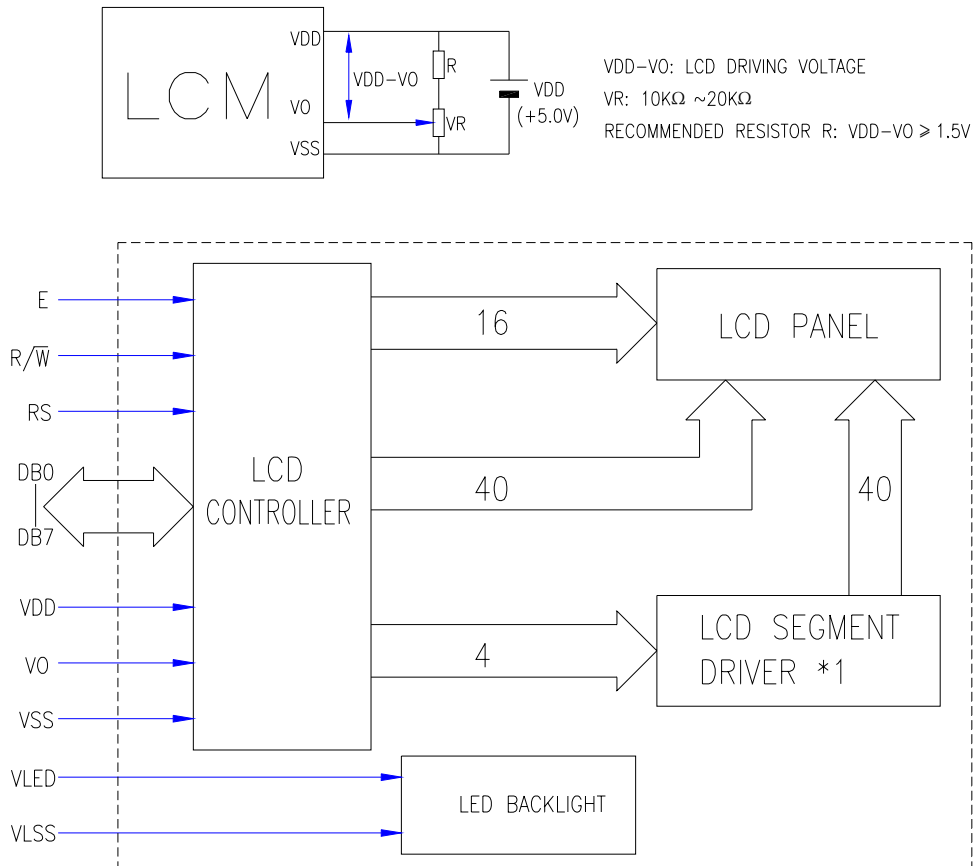 VDD
LCM
VDD-VO
R
VDD
(+5.0V)
VO
VR
VSS
VDD-VO: LCD DRIVING VOLTAGE
VR: 10KΩ ~20KΩ
RECOMMENDED RESISTOR R: VDD-VO ⩾ 1.5V
E
R/W̅
RS
DB0
DB7
VDD
VO
VSS
VLED
VLSS
LCD
CONTROLLER
16
40
4
LCD PANEL
40
LCD SEGMENT
DRIVER *1
LED BACKLIGHT